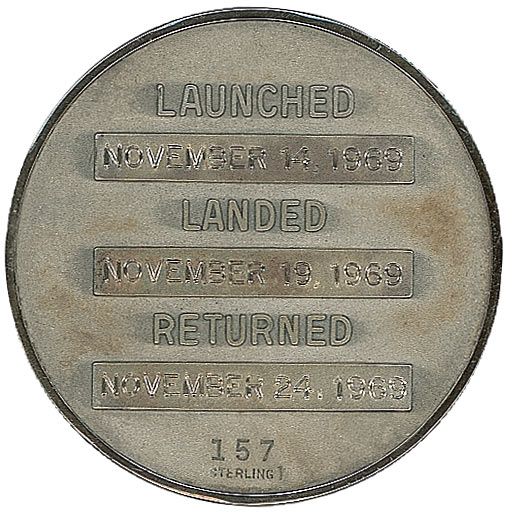 LAUNCHED
NOVEMBER 14, 1969
LANDED
NOVEMBER 19, 1969
RETURNED
NOVEMBER 24, 1969
157
STERLING